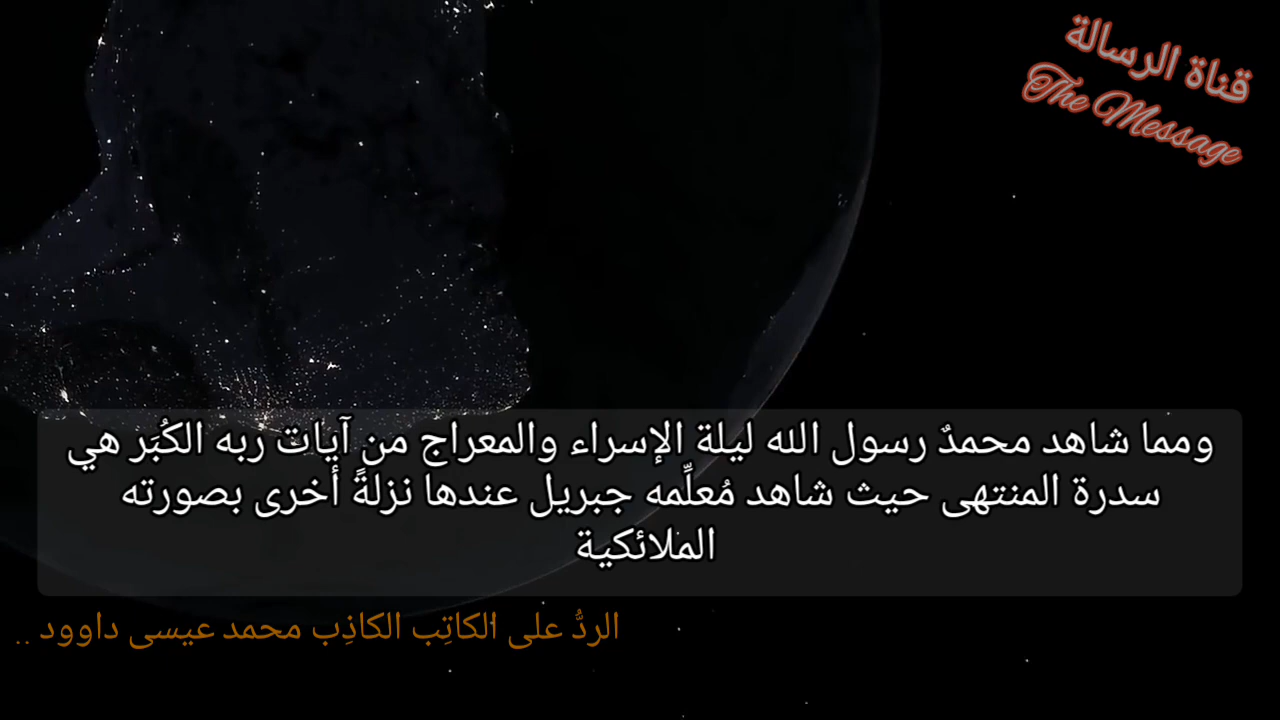 قناة الرسالة
The Message
ومما شاهد محمدٌ رسول الله ليلة الإسراء والمعراج من آيات ربه الكُبَر هي
سدرة المنتهى حيث شاهد مُعلِّمه جبريل عندها نزلةً أخرى بصورته
الملائكية
الردُّ على الكاتِب الكاذِب محمد عيسى داوود ..